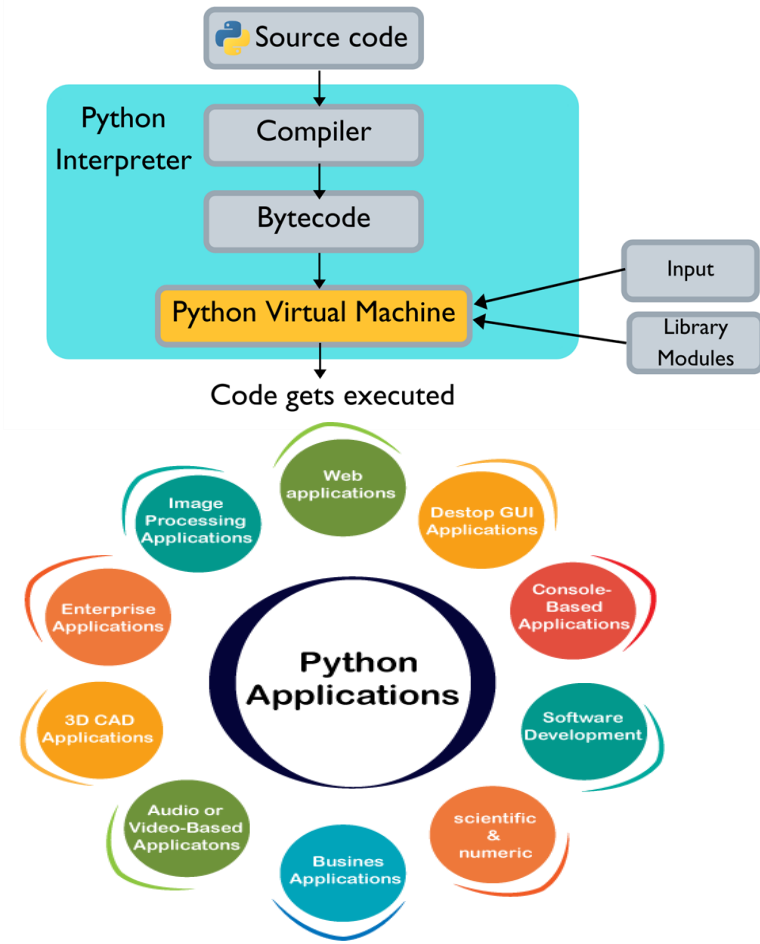 Source code
Python
Interpreter
Compiler
Bytecode
Python Virtual Machine
Input
Library
Modules
Code gets executed
Web
applications
Image
Processing
Applications
Destop GUI
Applications
Enterprise
Applications
Console-
Based
Applications
Python
Applications
3D CAD
Applications
Software
Development
Audio or
Video-Based
Applicatons
scientific
&
numeric
Busines
Applications